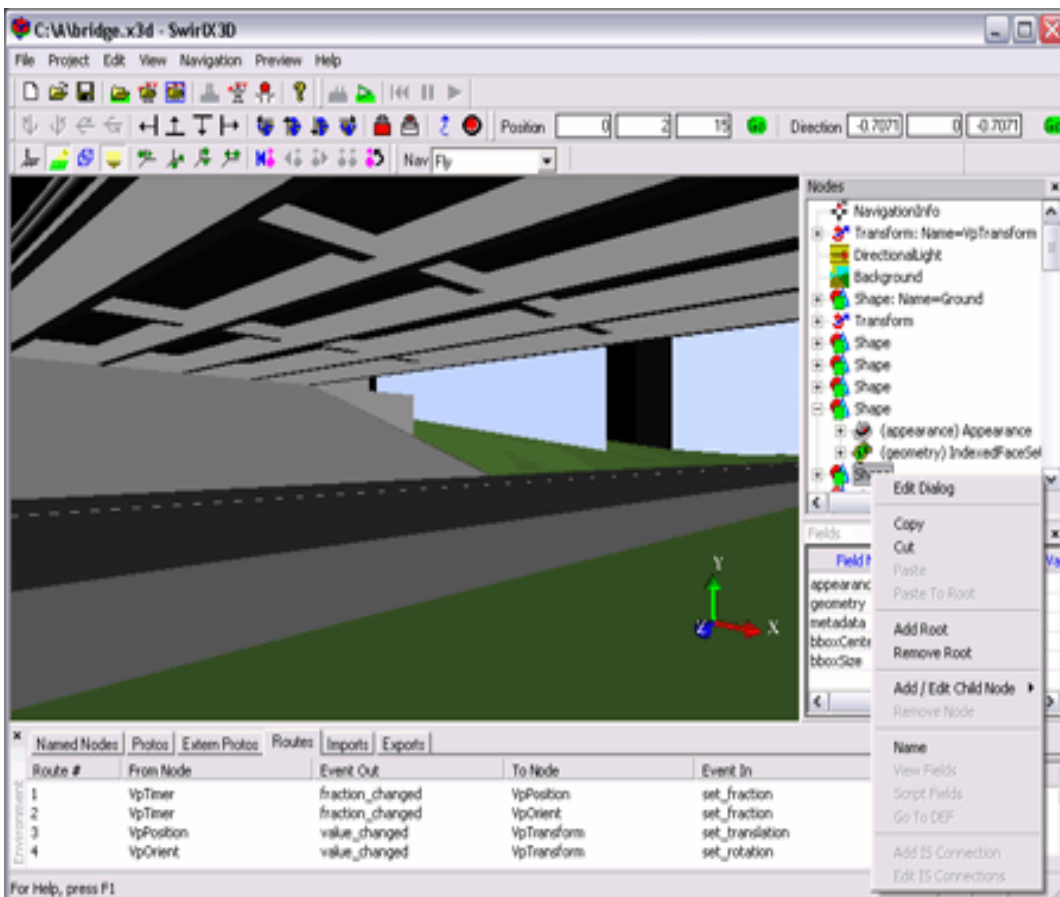 C:\A\bridge.x3d - SwirlX3D
File Project Edit View Navigation Preview Help
Position 0 2 15 Go Direction -0.7071 0 -0.7071 Go
Nav Fly
Nodes
NavigationInfo
Transform: Name=VpTransform
DirectionalLight
Background
Shape: Name=Ground
Transform
Shape
Shape
Shape
Shape
(appearance) Appearance
(geometry) IndexedFaceSet
Shape
Edit Dialog
Copy
Cut
Paste
Paste To Root
Add Root
Remove Root
Add / Edit Child Node
Remove Node
Name
View Fields
Script Fields
Go To DEF
Add IS Connection
Edit IS Connections
Fields
Field N
Va
appearanc
geometry
metadata
bboxCente
bboxSize
Y
X
Z
Named Nodes Protos Extern Protos Routes Imports Exports
Route # From Node Event Out To Node Event In
1 VpTimer fraction_changed VpPosition set_fraction
2 VpTimer fraction_changed VpOrient set_fraction
3 VpPosition value_changed VpTransform set_translation
4 VpOrient value_changed VpTransform set_rotation
Environment
For Help, press F1